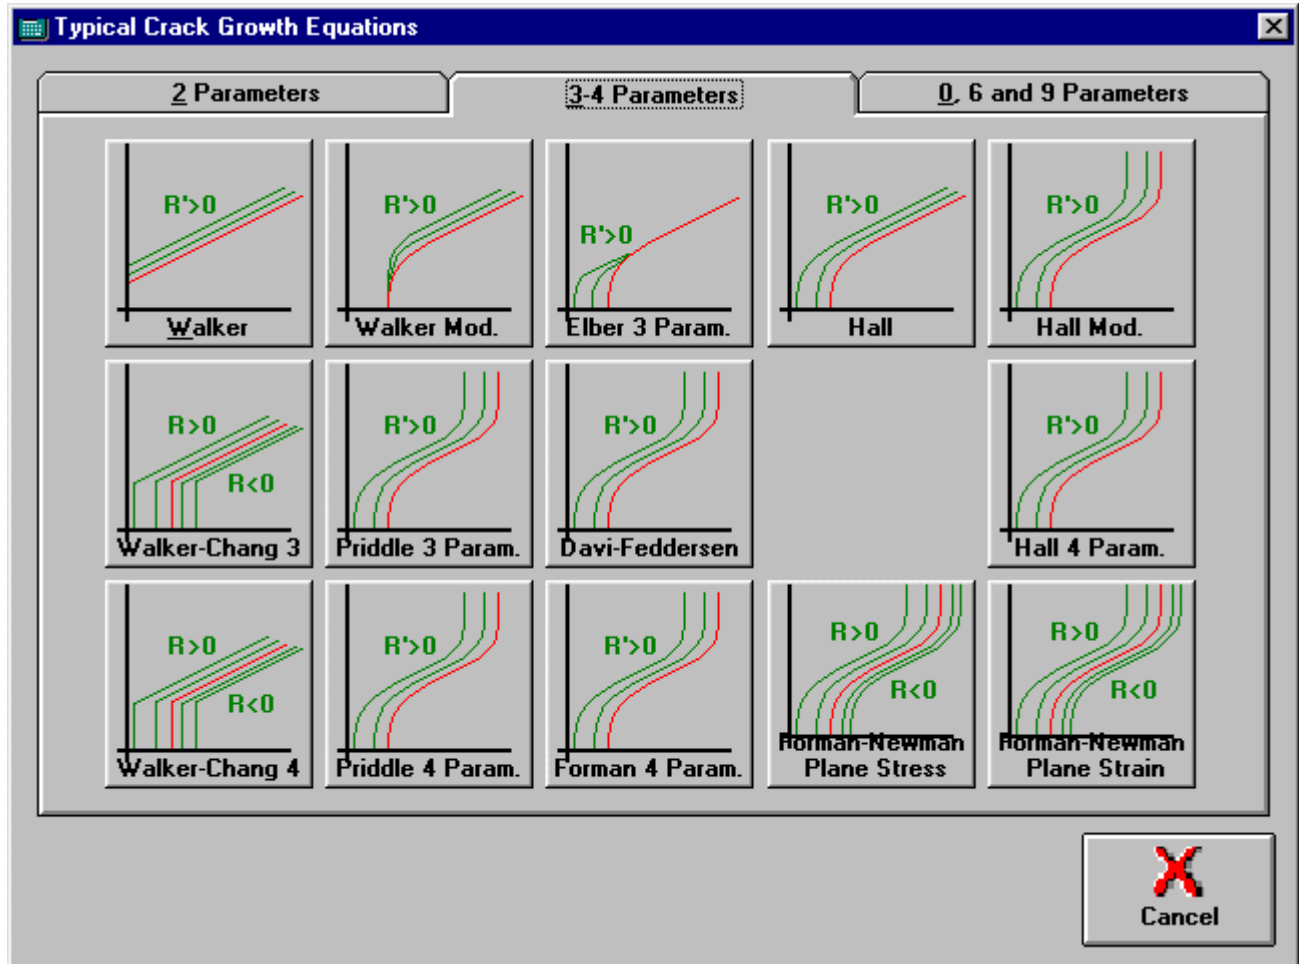 Typical Crack Growth Equations
2 Parameters
3-4 Parameters
0, 6 and 9 Parameters
R'>0
Walker
R'>0
Walker Mod.
R'>0
Elber 3 Param.
R'>0
Hall
R'>0
Hall Mod.
R>0
R<0
Walker-Chang 3
R'>0
Priddle 3 Param.
R'>0
Davi-Feddersen
R'>0
Hall 4 Param.
R>0
R<0
Walker-Chang 4
R'>0
Priddle 4 Param.
R'>0
Forman 4 Param.
R>0
R<0
Forman-Newman
Plane Stress
R>0
R<0
Forman-Newman
Plane Strain
Cancel